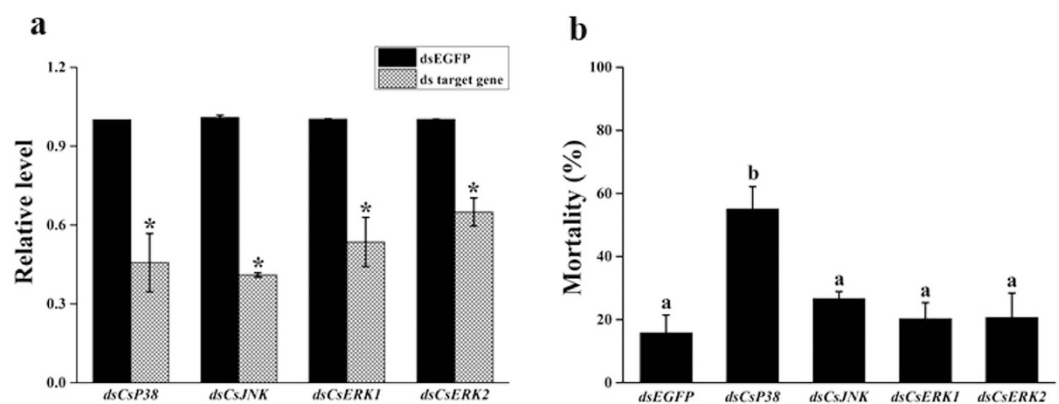 a
dsEGFP
ds target gene
Relative level
1.2
0.9
0.6
0.3
0.0
* * * *
dsCsP38 dsCsJNK dsCsERK1 dsCsERK2
b
Mortality (%)
100
80
60
40
20
0
a b a a a
dsEGFP dsCsP38 dsCsJNK dsCsERK1 dsCsERK2